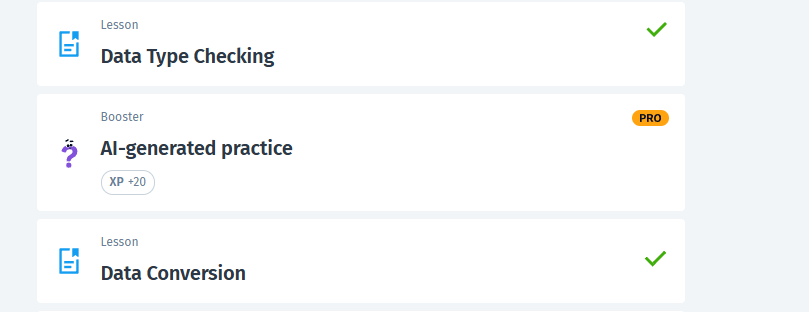 Lesson
Data Type Checking
Booster
PRO
AI-generated practice
XP +20
Lesson
Data Conversion